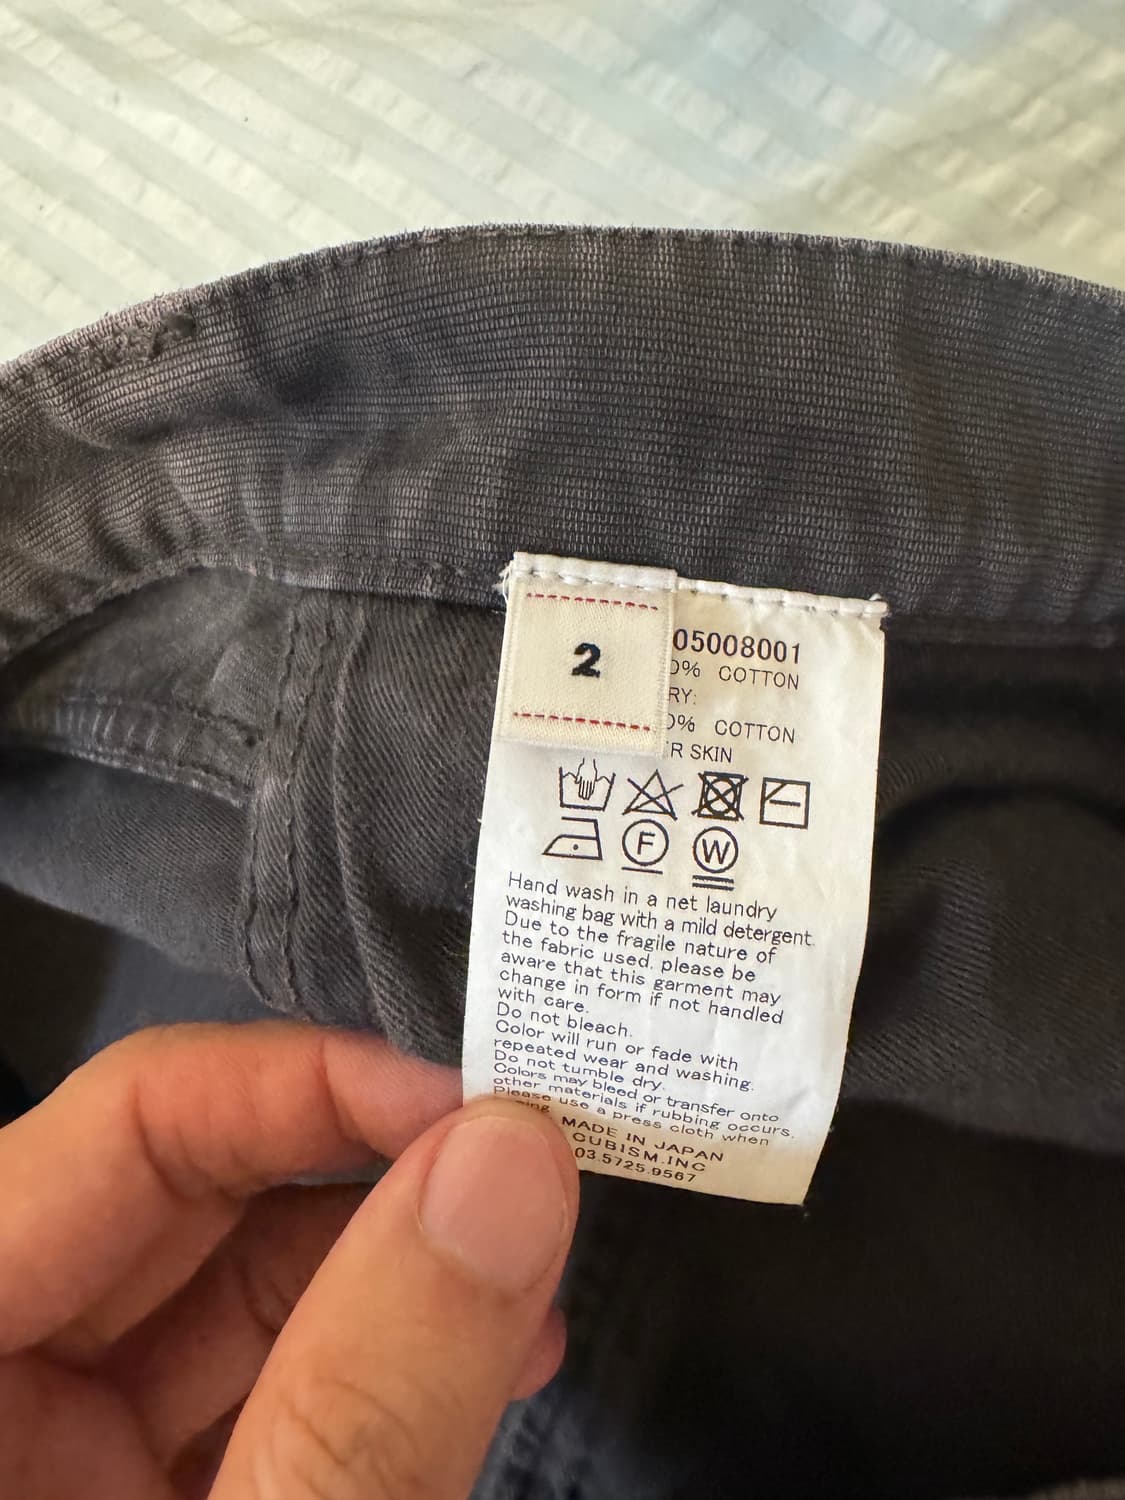 2
05008001
0% COTTON
RY:
0% COTTON
R SKIN
F
W
Hand wash in a net laundry
washing bag with a mild detergent.
Due to the fragile nature of
the fabric used, please be
aware that this garment may
change in form if not handled
with care.
Do not bleach.
Color will run or fade with
repeated wear and washing.
Do not tumble dry.
Colors may bleed or transfer onto
other materials if rubbing occurs.
Please use a press cloth when
MADE IN JAPAN
CUBISM.INC
03.5725.9567